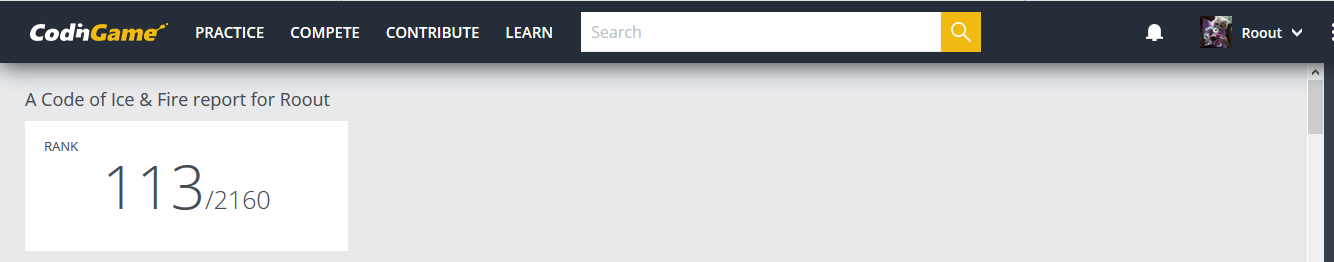 CodinGame PRACTICE COMPETE CONTRIBUTE LEARN Search Roout
A Code of Ice & Fire report for Roout
RANK
113/2160